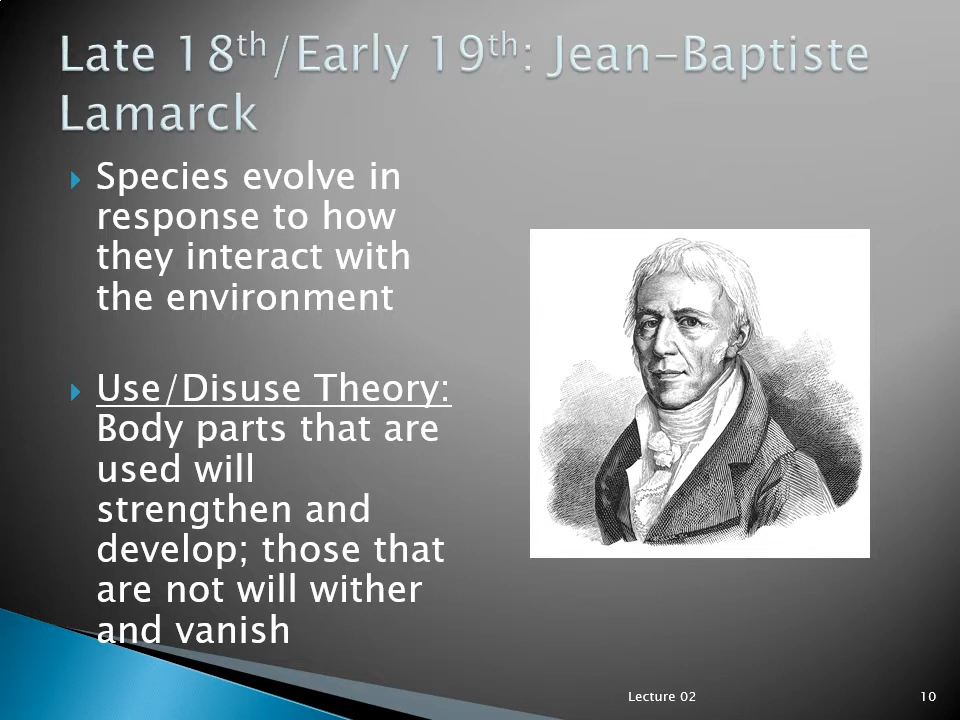 Late 18th/Early 19th: Jean-Baptiste
Lamarck
Species evolve in
response to how
they interact with
the environment
Use/Disuse Theory:
Body parts that are
used will
strengthen and
develop; those that
are not will wither
and vanish
Lecture 02
10